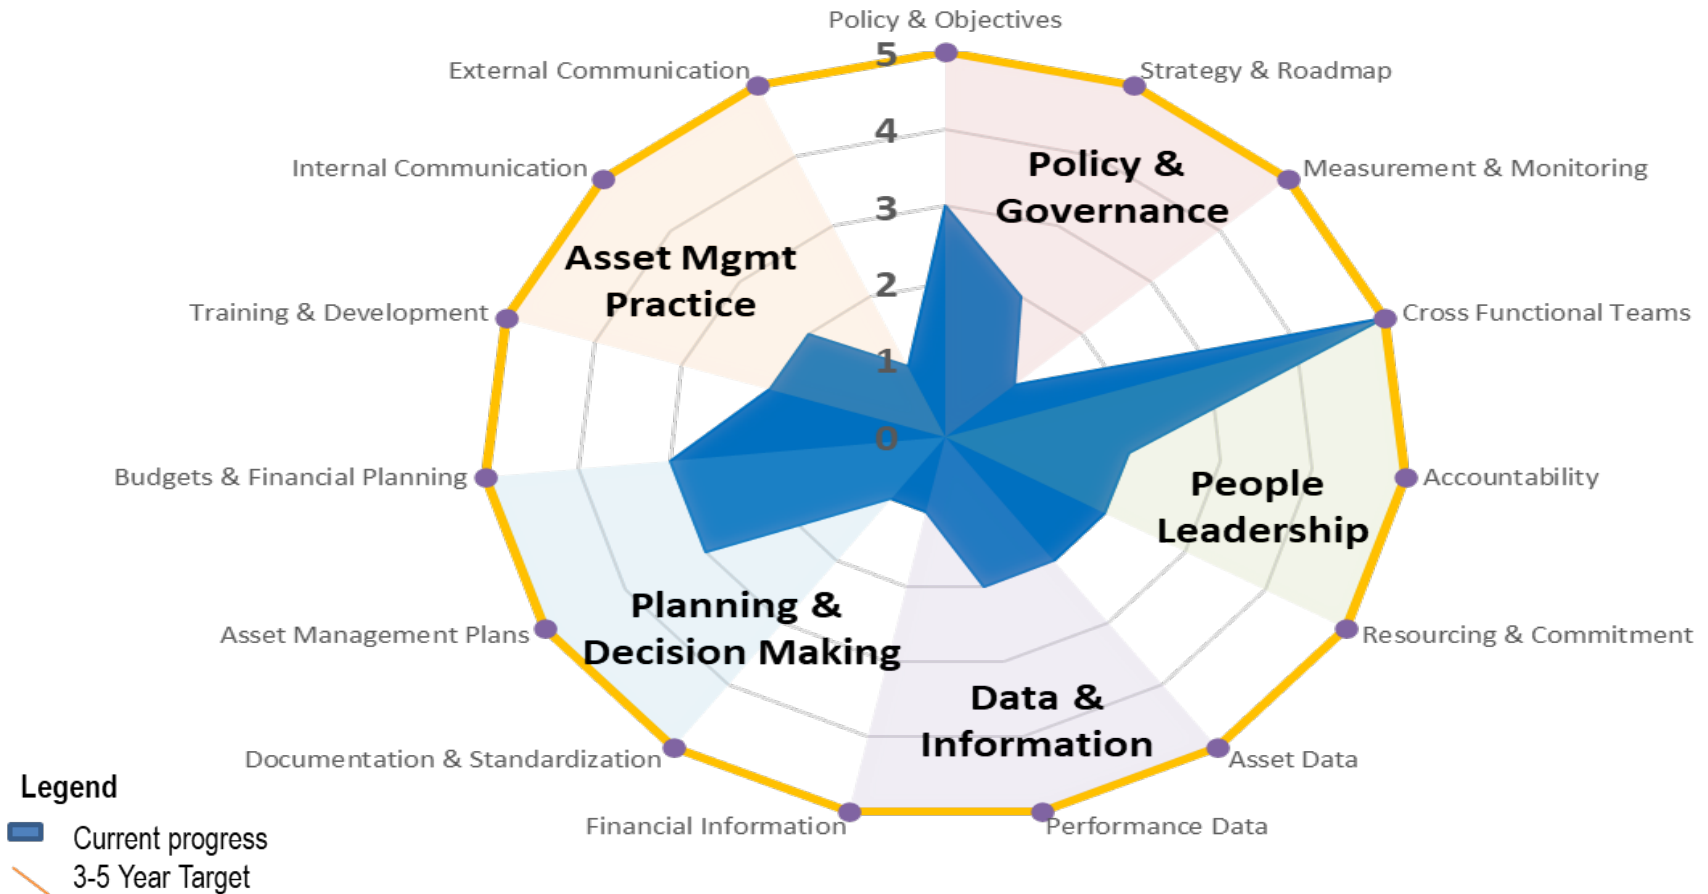 Policy & Objectives
5
External Communication
Strategy & Roadmap
4
Policy &
Governance
Internal Communication
Measurement & Monitoring
3
Asset Mgmt
Practice
2
Training & Development
Cross Functional Teams
1
0
Budgets & Financial Planning
Accountability
People
Leadership
Planning &
Decision Making
Asset Management Plans
Resourcing & Commitment
Data &
Information
Documentation & Standardization
Asset Data
Financial Information
Performance Data
Legend
Current progress
3-5 Year Target